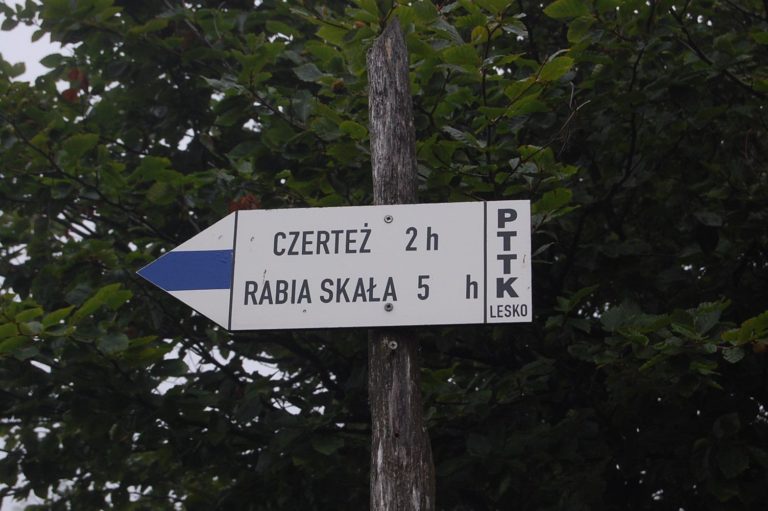 CZERTEŻ 2 h
RABIA SKAŁA 5 h
PTTK
LESKO